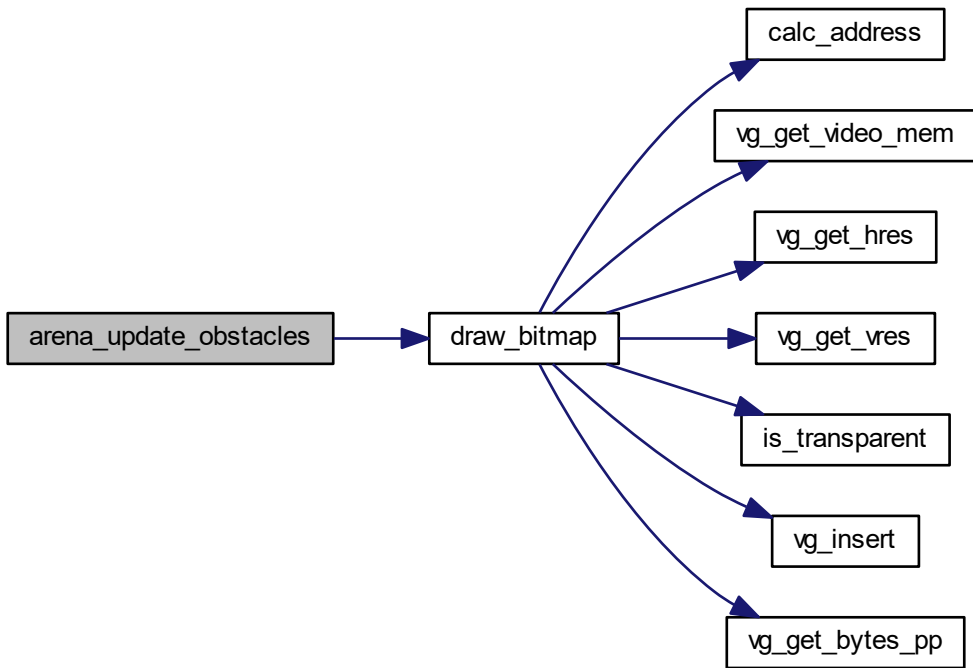 calc_address
vg_get_video_mem
vg_get_hres
arena_update_obstacles
draw_bitmap
vg_get_vres
is_transparent
vg_insert
vg_get_bytes_pp